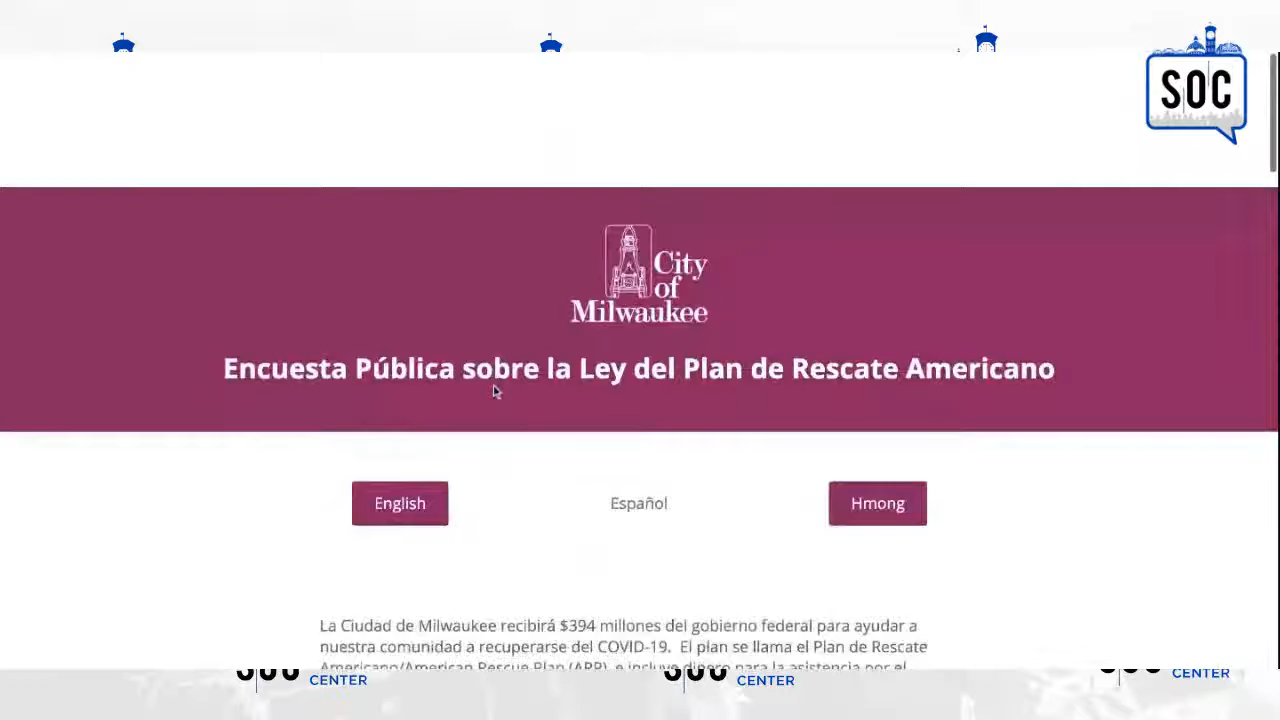 SOC
City
of
Milwaukee
Encuesta Pública sobre la Ley del Plan de Rescate Americano
English
Español
Hmong
La Ciudad de Milwaukee recibirá $394 millones del gobierno federal para ayudar a
nuestra comunidad a recuperarse del COVID-19. El plan se llama el Plan de Rescate
Americano/American Rescue Plan (ARP), e incluye dinero para la asistencia por el
CENTER
CENTER
CENTER